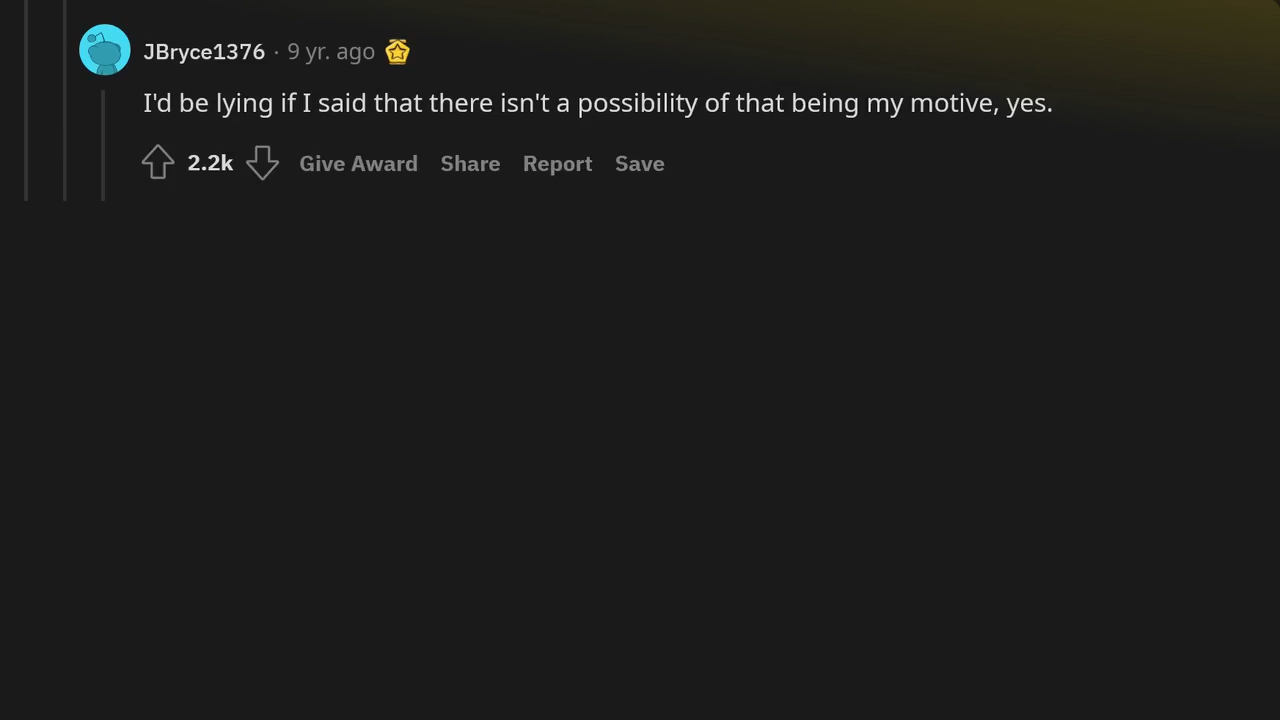 JBryce1376 · 9 yr. ago
I'd be lying if I said that there isn't a possibility of that being my motive, yes.
2.2k Give Award Share Report Save